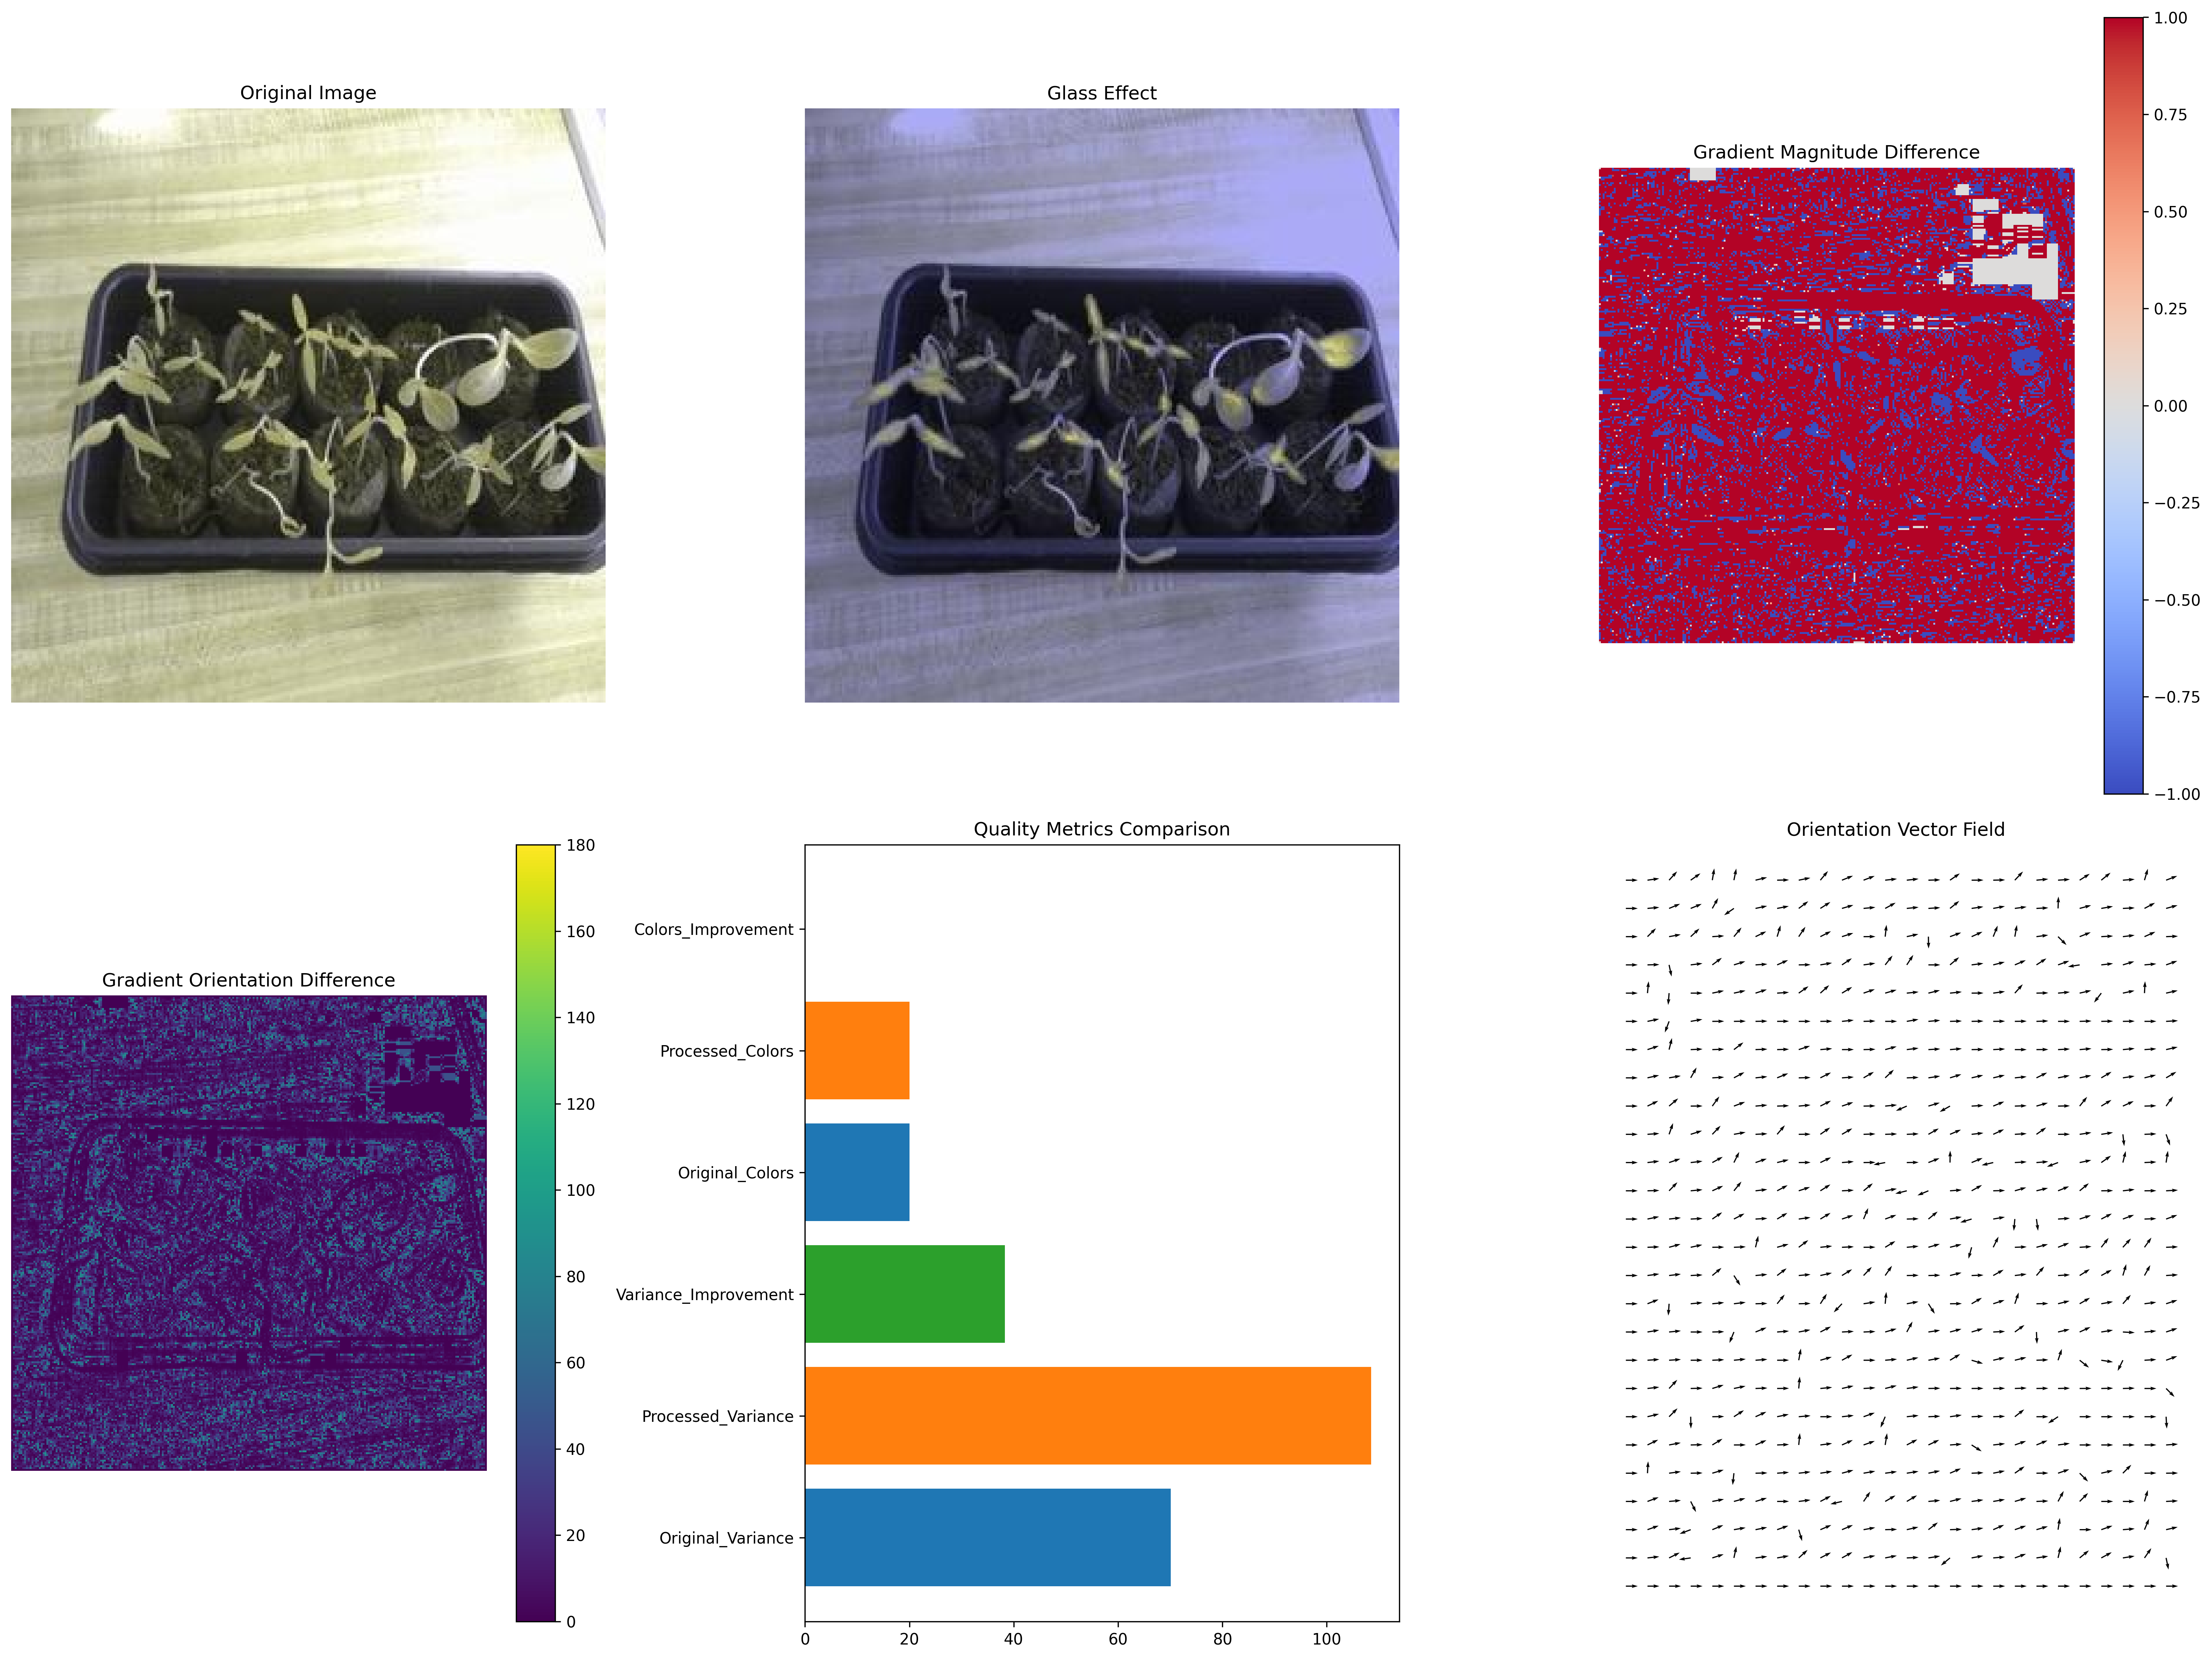 Original Image
Glass Effect
Gradient Magnitude Difference
1.00
0.75
0.50
0.25
0.00
−0.25
−0.50
−0.75
−1.00
Gradient Orientation Difference
180
160
140
120
100
80
60
40
20
0
Quality Metrics Comparison
Colors_Improvement
Processed_Colors
Original_Colors
Variance_Improvement
Processed_Variance
Original_Variance
0 20 40 60 80 100
Orientation Vector Field